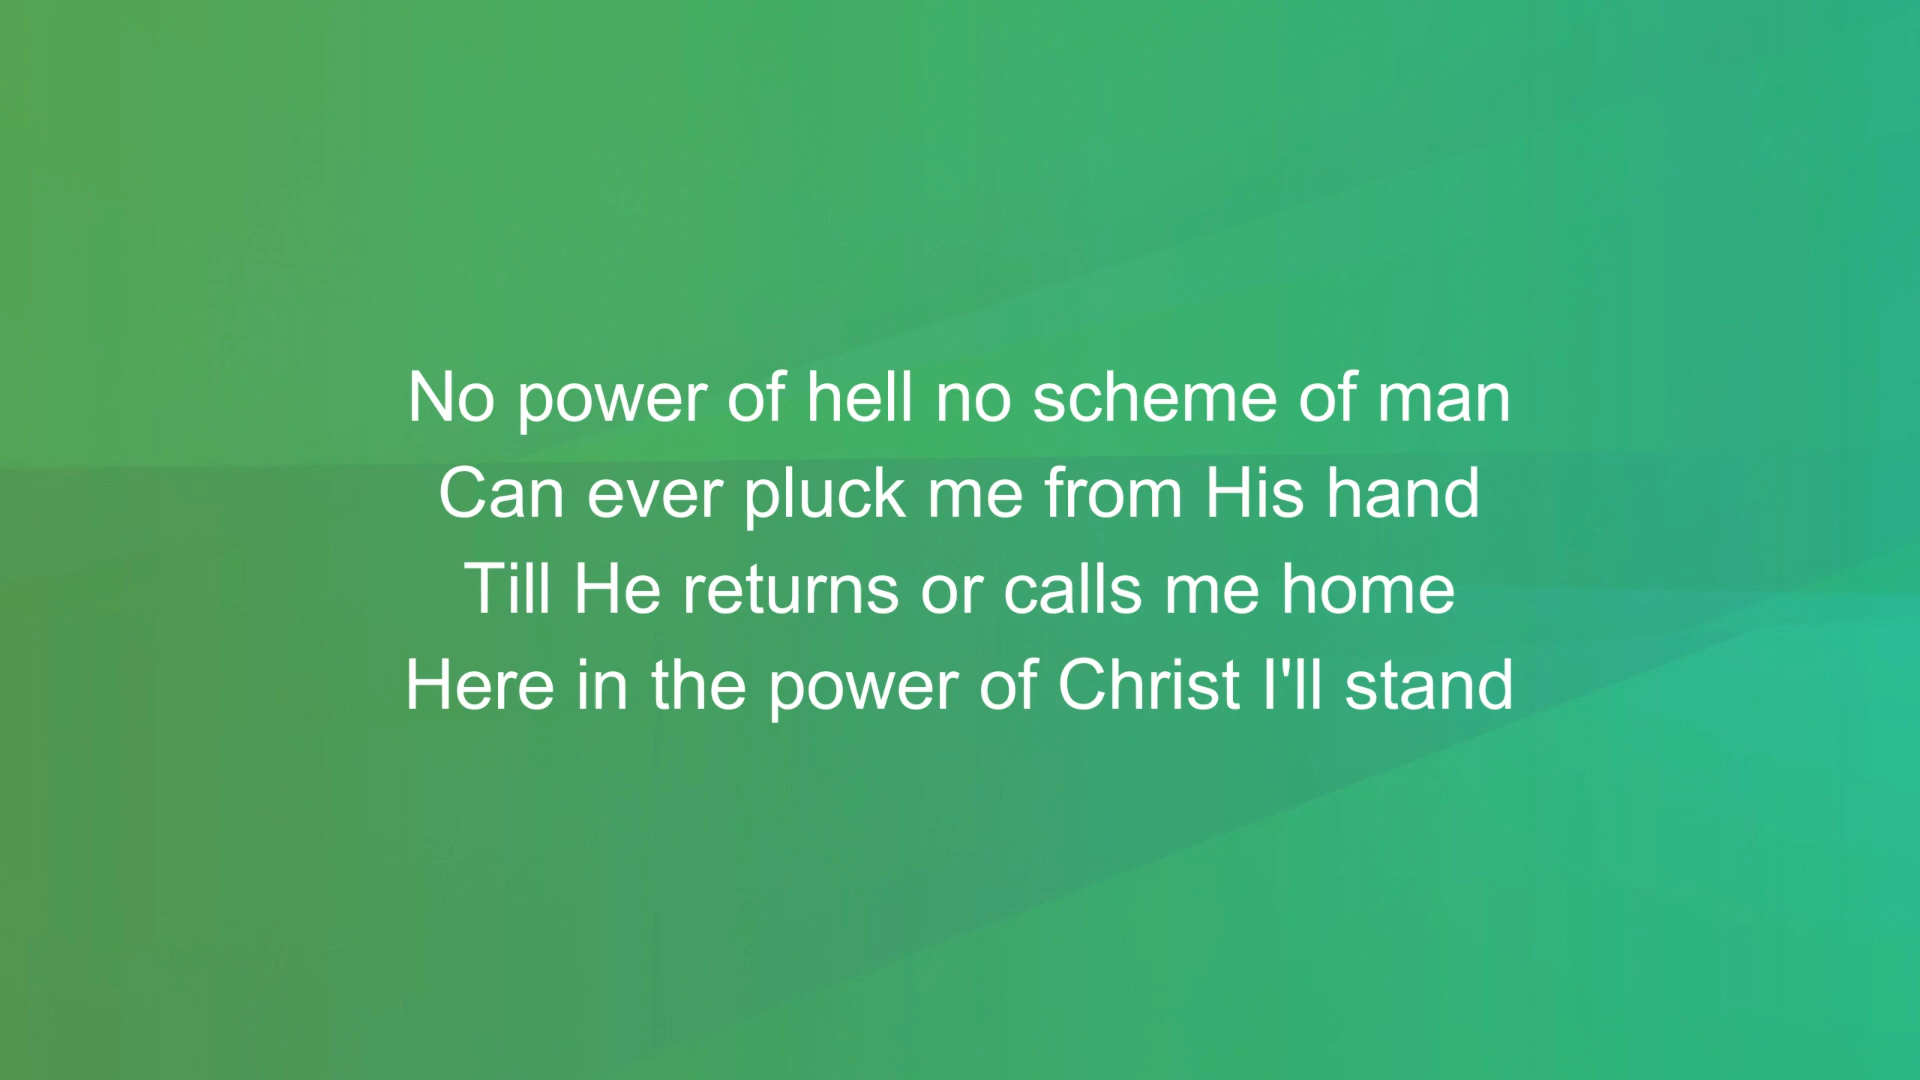 No power of hell no scheme of man
Can ever pluck me from His hand
Till He returns or calls me home
Here in the power of Christ I'll stand